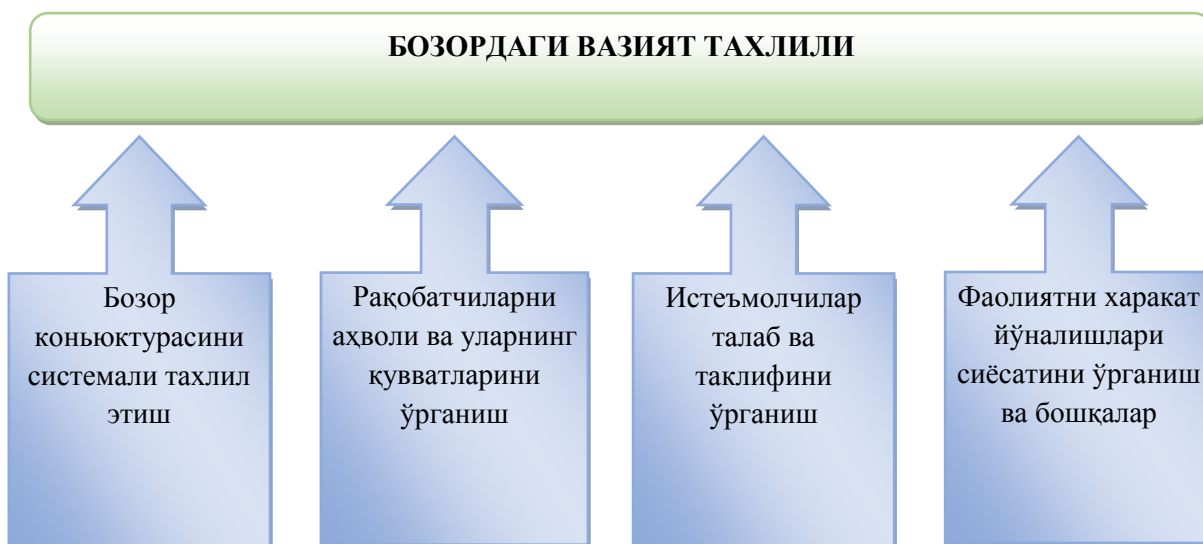 БОЗОРДАГИ ВАЗИЯТ ТАХЛИЛИ
Бозор
коньюктурасини
системали тахлил
этиш
Рақобатчиларни
аҳволи ва уларнинг
қувватларини
ўрганиш
Истеъмолчилар
талаб ва
таклифини
ўрганиш
Фаолиятни харакат
йўналишлари
сиёсатини ўрганиш
ва бошқалар